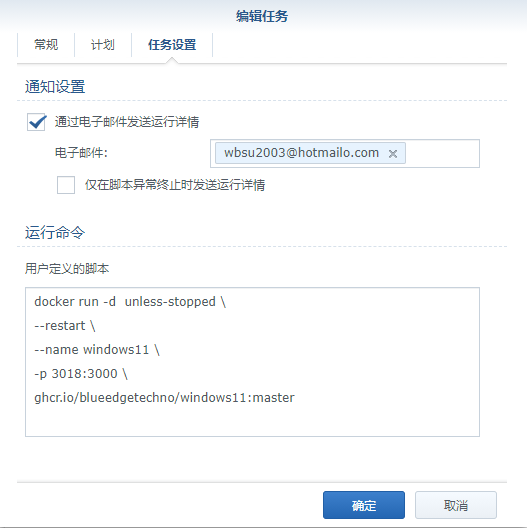 编辑任务
常规 计划 任务设置
通知设置
通过电子邮件发送运行详情
电子邮件: wbsu2003@hotmailo.com ×
仅在脚本异常终止时发送运行详情
运行命令
用户定义的脚本
docker run -d  unless-stopped \
--restart \
--name windows11 \
-p 3018:3000 \
ghcr.io/blueedgetechno/windows11:master
确定 取消